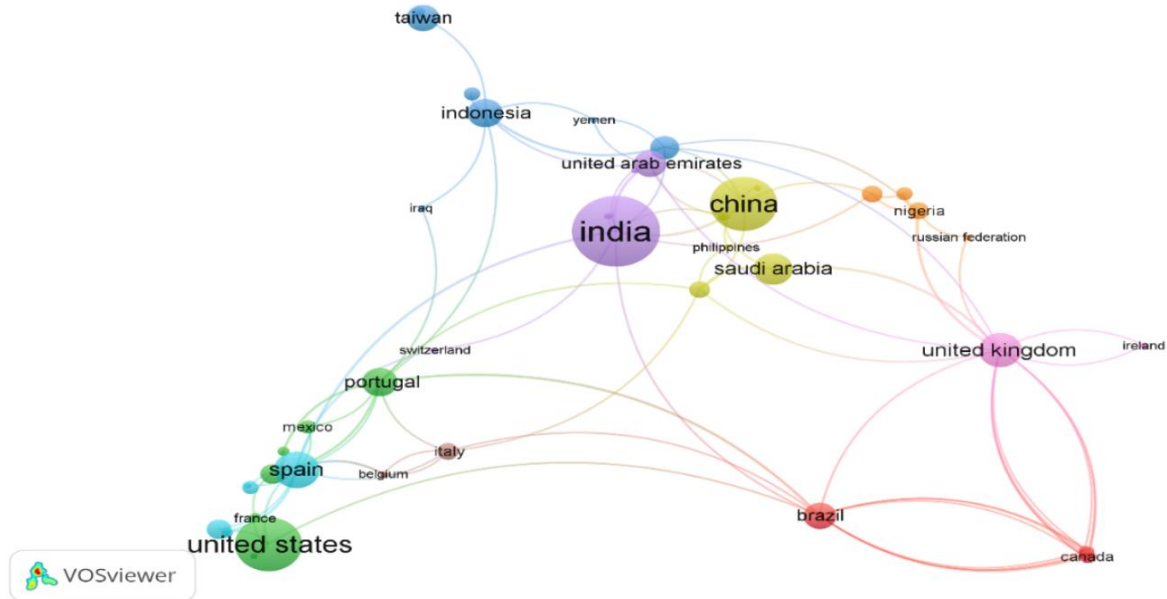 taiwan
indonesia
yemen
united arab emirates
iraq
china
india
nigeria
philippines
russian federation
saudi arabia
switzerland
united kingdom
ireland
portugal
mexico
italy
spain
belgium
france
brazil
united states
canada
VOSviewer